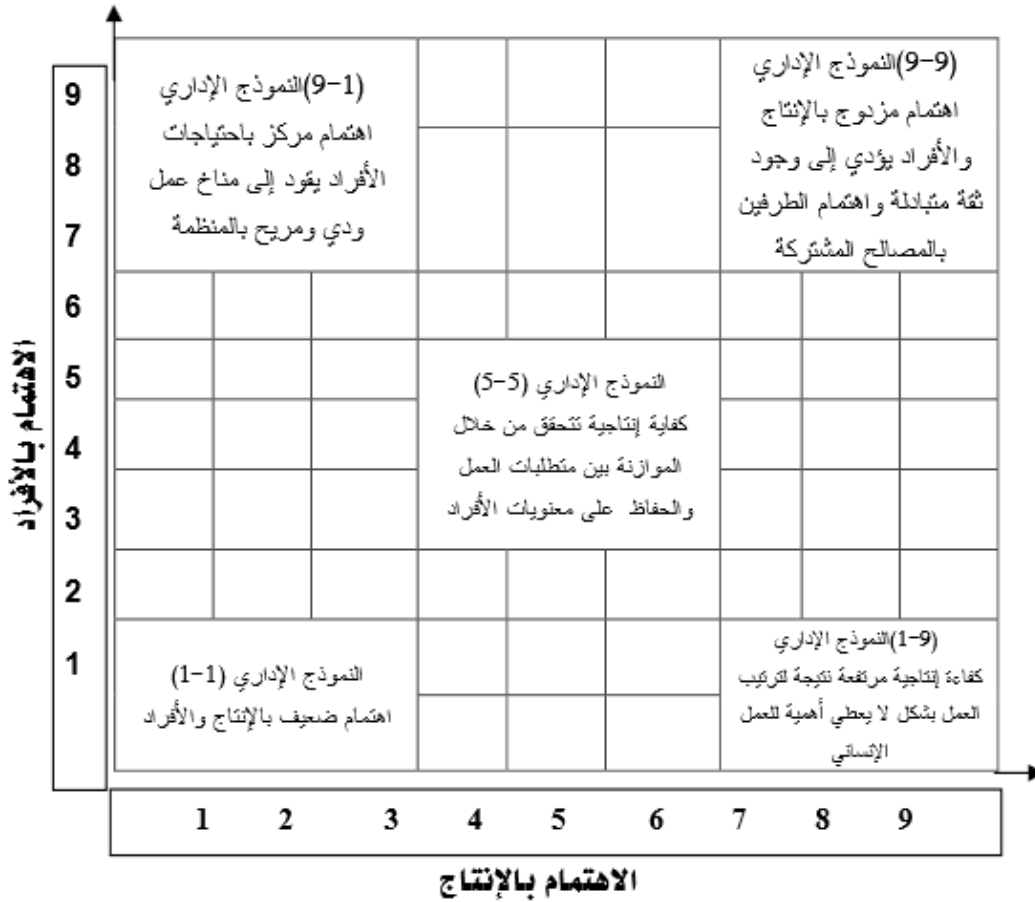 (9-1)النموذج الإداري
اهتمام مركز باحتياجات
الأفراد يقود إلى مناخ عمل
ودي ومريح بالمنظمة
(9-9)النموذج الإداري
اهتمام مزدوج بالإنتاج
والأفراد يؤدي إلى وجود
ثقة متبادلة واهتمام الطرفين
بالمصالح المشتركة
9
8
7
6
5
4
3
2
1
الاهتمام بالأفراد
النموذج الإداري (5-5)
كفاية إنتاجية تتحقق من خلال
الموازنة بين متطلبات العمل
والحفاظ على معنويات الأفراد
النموذج الإداري (1-1)
اهتمام ضعيف بالإنتاج والأفراد
(1-9)النموذج الإداري
كفاءة إنتاجية مرتفعة نتيجة لترتيب
العمل بشكل لا يعطي أهمية للعمل
الإنساني
1 2 3 4 5 6 7 8 9
الاهتمام بالإنتاج